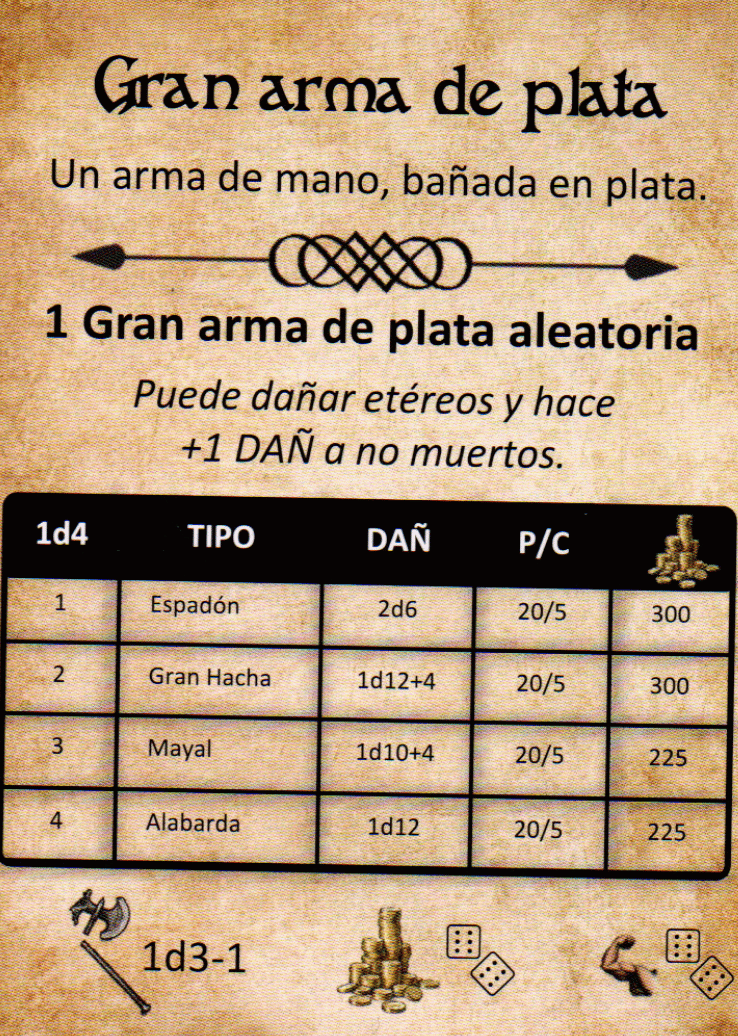 Gran arma de plata
Un arma de mano, bañada en plata.
1 Gran arma de plata aleatoria
Puede dañar etéreos y hace
+1 DAÑ a no muertos.
1d4 TIPO DAÑ P/C
1 Espadón 2d6 20/5 300
2 Gran Hacha 1d12+4 20/5 300
3 Mayal 1d10+4 20/5 225
4 Alabarda 1d12 20/5 225
1d3-1